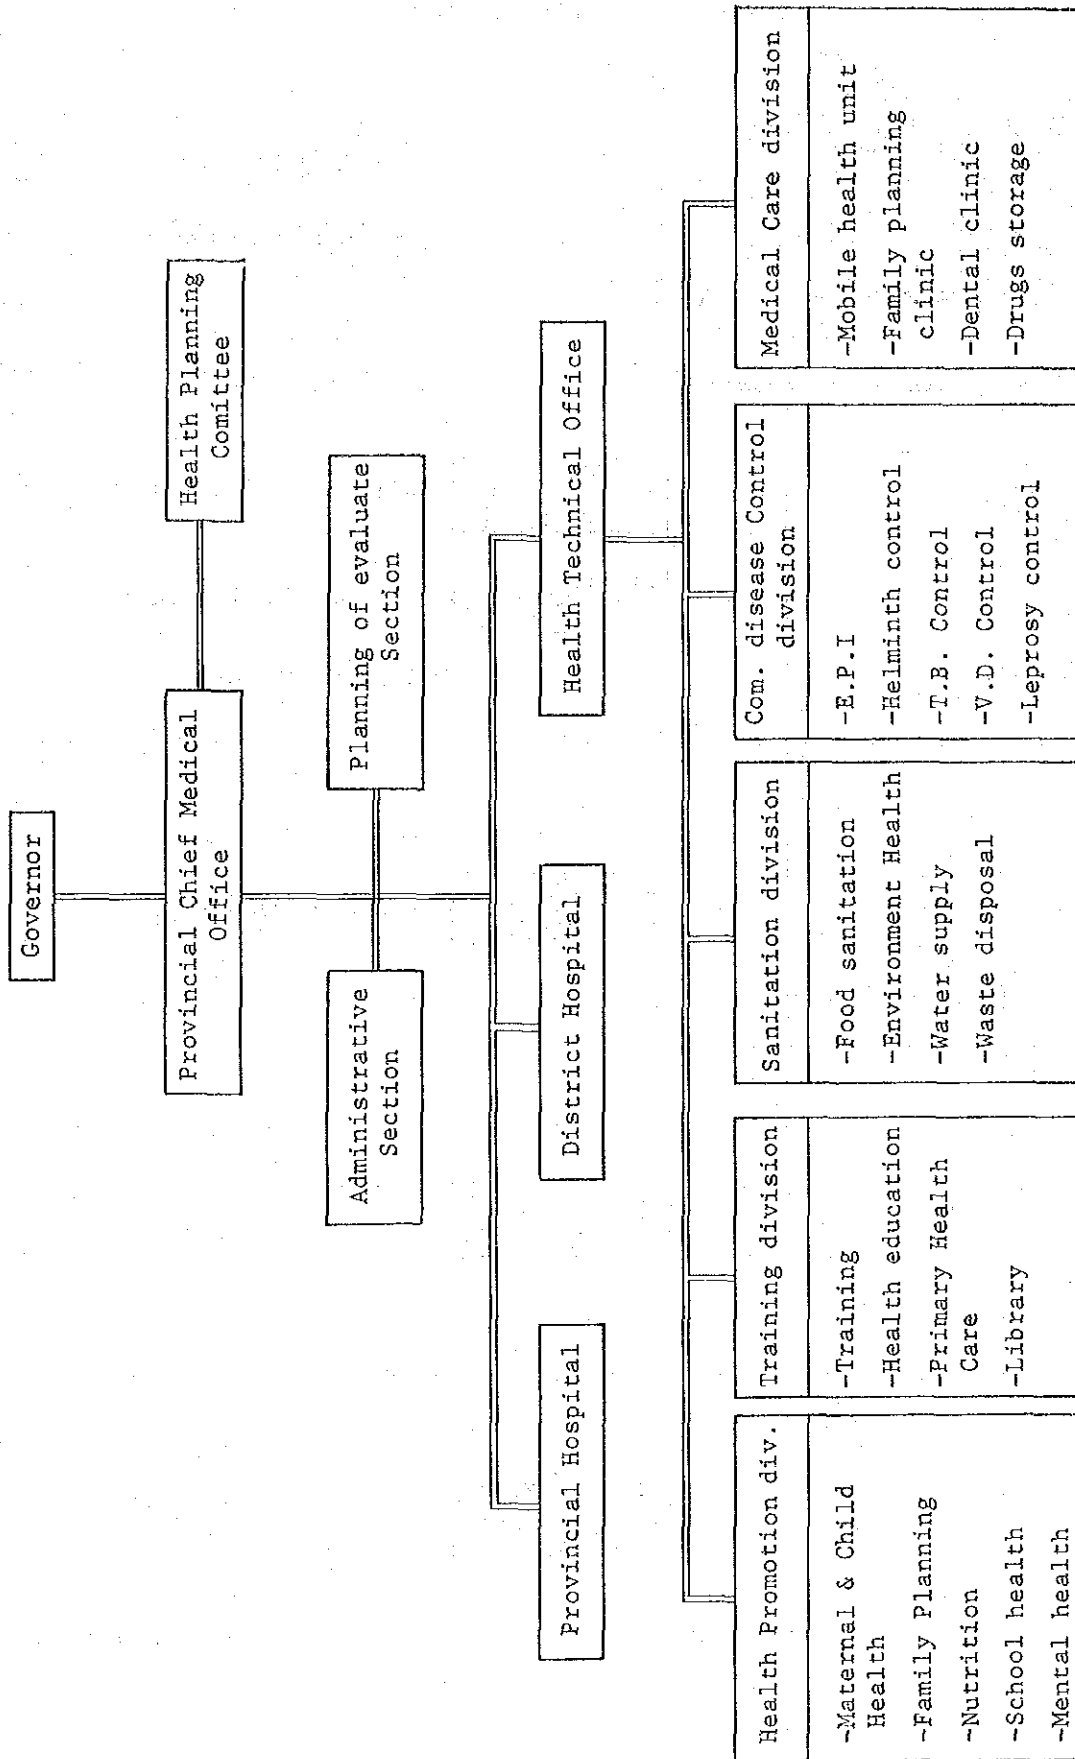 Governor
Provincial Chief Medical
Office
Health Planning
Comittee
Administrative
Section
Planning of evaluate
Section
Provincial Hospital
District Hospital
Health Technical Office
Health Promotion div.
-Maternal & Child
Health
-Family Planning
-Nutrition
-School health
-Mental health
Training division
-Training
-Health education
-Primary Health
Care
-Library
Sanitation division
-Food sanitation
-Environment Health
-Water supply
-Waste disposal
Com. disease Control
division
-E.P.I
-Helminth control
-T.B. Control
-V.D. Control
-Leprosy control
Medical Care division
-Mobile health unit
-Family planning
clinic
-Dental clinic
-Drugs storage